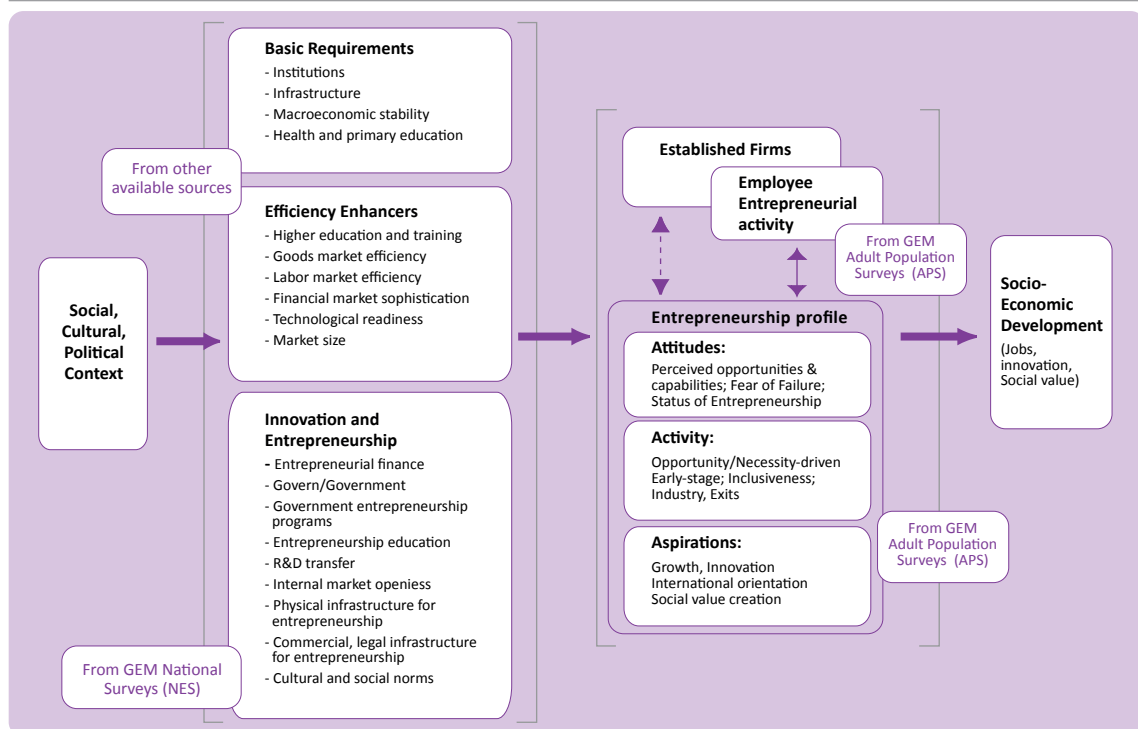 Basic Requirements
- Institutions
- Infrastructure
- Macroeconomic stability
- Health and primary education
From other
available sources
Efficiency Enhancers
- Higher education and training
- Goods market efficiency
- Labor market efficiency
- Financial market sophistication
- Technological readiness
- Market size
Social,
Cultural,
Political
Context
Innovation and
Entrepreneurship
- Entrepreneurial finance
- Govern/Government
- Government entrepreneurship
programs
- Entrepreneurship education
- R&D transfer
- Internal market openiess
- Physical infrastructure for
entrepreneurship
- Commercial, legal infrastructure
for entrepreneurship
- Cultural and social norms
From GEM National
Surveys (NES)
Established Firms
Employee
Entrepreneurial
activity
From GEM
Adult Population
Surveys (APS)
Entrepreneurship profile
Attitudes:
Perceived opportunities &
capabilities; Fear of Failure;
Status of Entrepreneurship
Activity:
Opportunity/Necessity-driven
Early-stage; Inclusiveness;
Industry, Exits
Aspirations:
Growth, Innovation
International orientation
Social value creation
From GEM
Adult Population
Surveys (APS)
Socio-
Economic
Development
(Jobs,
innovation,
Social value)